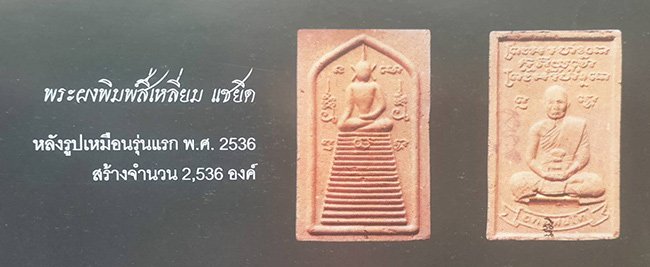 พระผงพิมพ์สี่เหลี่ยม แซยิด
หลังรูปเหมือนรุ่นแรก พ.ศ. 2536
สร้างจำนวน 2,536 องค์